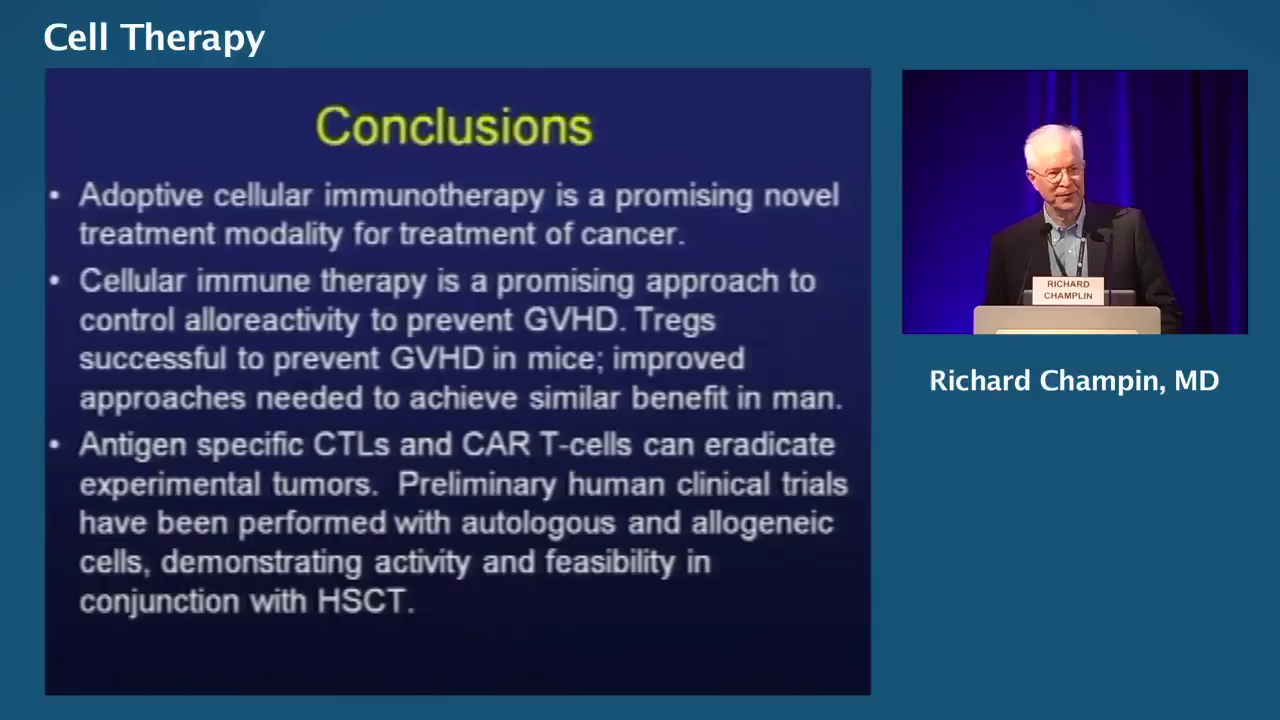 Cell Therapy
Conclusions
• Adoptive cellular immunotherapy is a promising novel
treatment modality for treatment of cancer.
• Cellular immune therapy is a promising approach to
control alloreactivity to prevent GVHD. Tregs
successful to prevent GVHD in mice; improved
approaches needed to achieve similar benefit in man.
• Antigen specific CTLs and CAR T-cells can eradicate
experimental tumors.  Preliminary human clinical trials
have been performed with autologous and allogeneic
cells, demonstrating activity and feasibility in
conjunction with HSCT.
RICHARD
CHAMPLIN
Richard Champin, MD